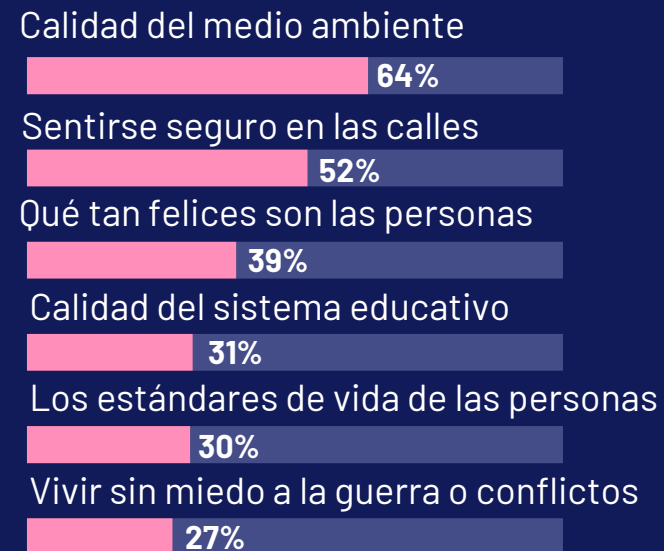 Calidad del medio ambiente
64%
Sentirse seguro en las calles
52%
Qué tan felices son las personas
39%
Calidad del sistema educativo
31%
Los estándares de vida de las personas
30%
Vivir sin miedo a la guerra o conflictos
27%